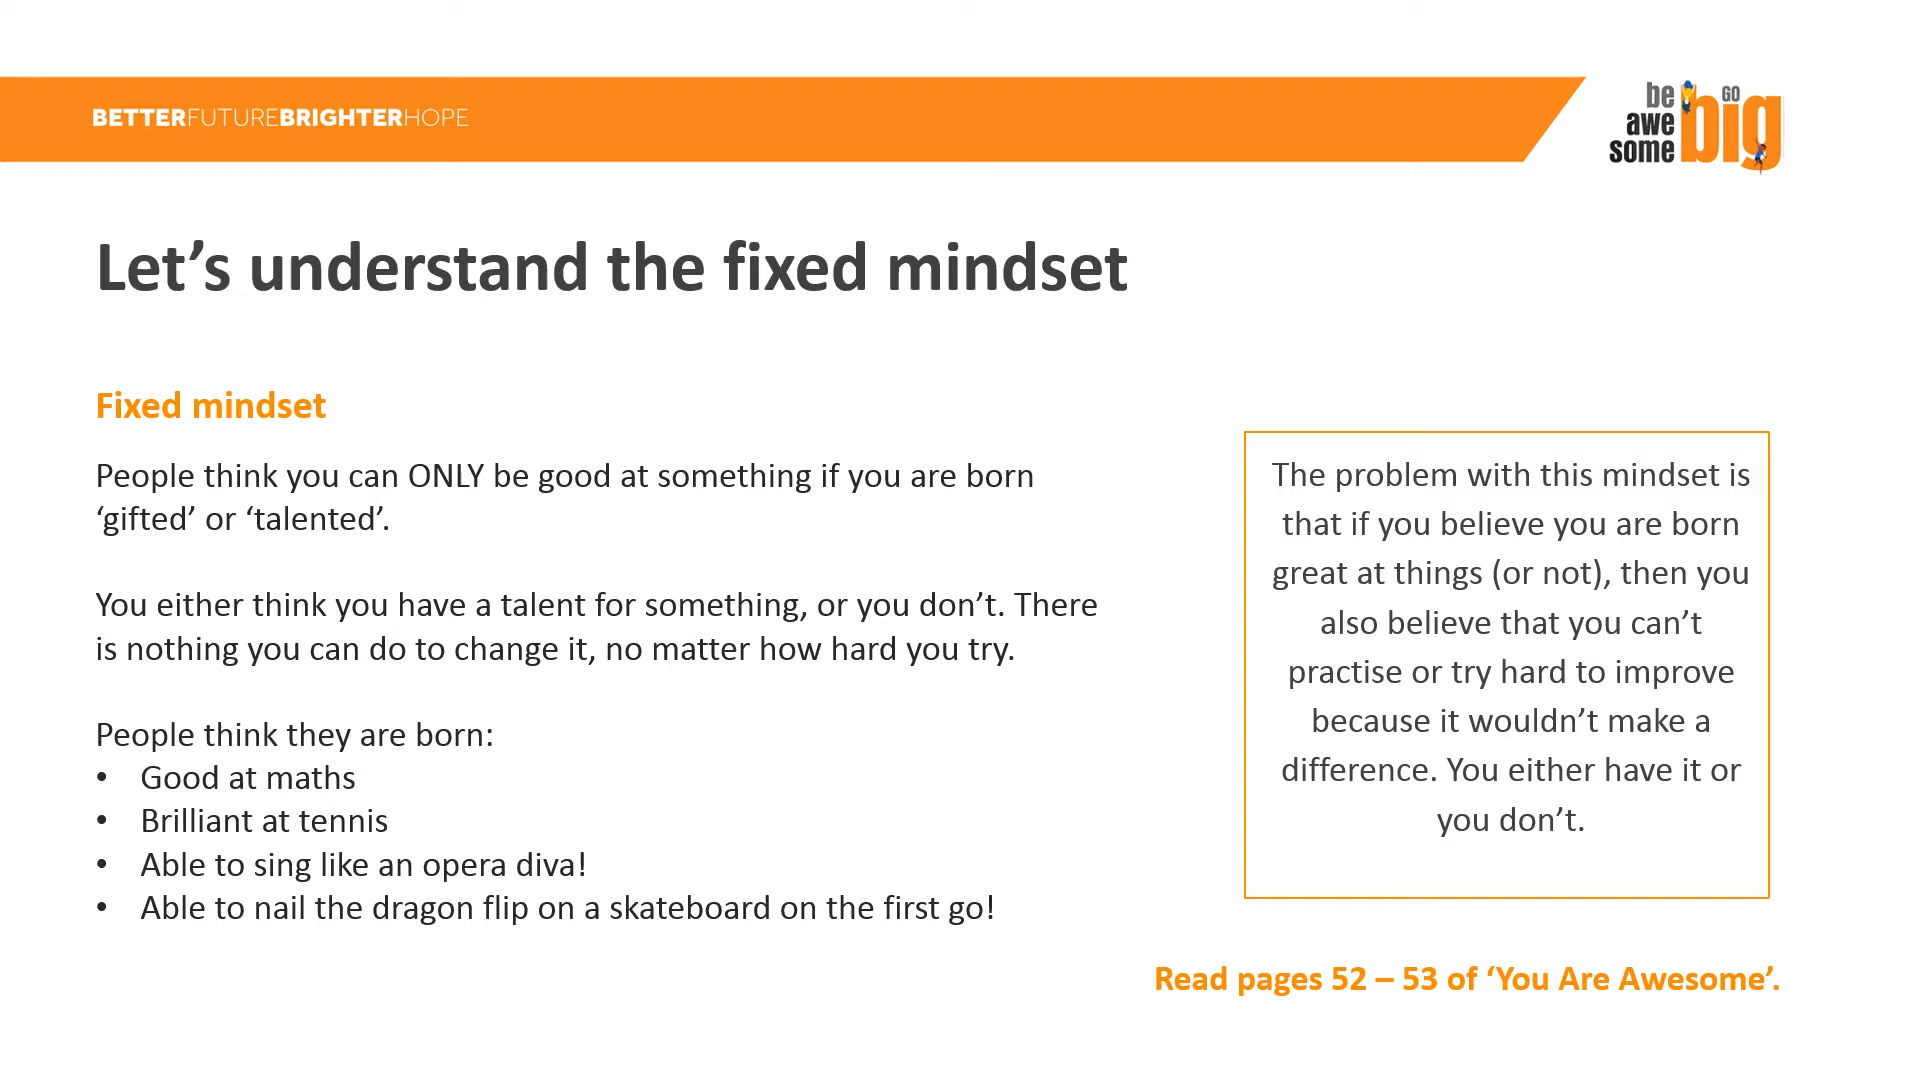 BETTERFUTUREBRIGHTERHOPE
be
awe
some
GO
big
Let’s understand the fixed mindset
Fixed mindset
People think you can ONLY be good at something if you are born
‘gifted’ or ‘talented’.
You either think you have a talent for something, or you don’t. There
is nothing you can do to change it, no matter how hard you try.
People think they are born:
• Good at maths
• Brilliant at tennis
• Able to sing like an opera diva!
• Able to nail the dragon flip on a skateboard on the first go!
The problem with this mindset is
that if you believe you are born
great at things (or not), then you
also believe that you can’t
practise or try hard to improve
because it wouldn’t make a
difference. You either have it or
you don’t.
Read pages 52 – 53 of ‘You Are Awesome’.